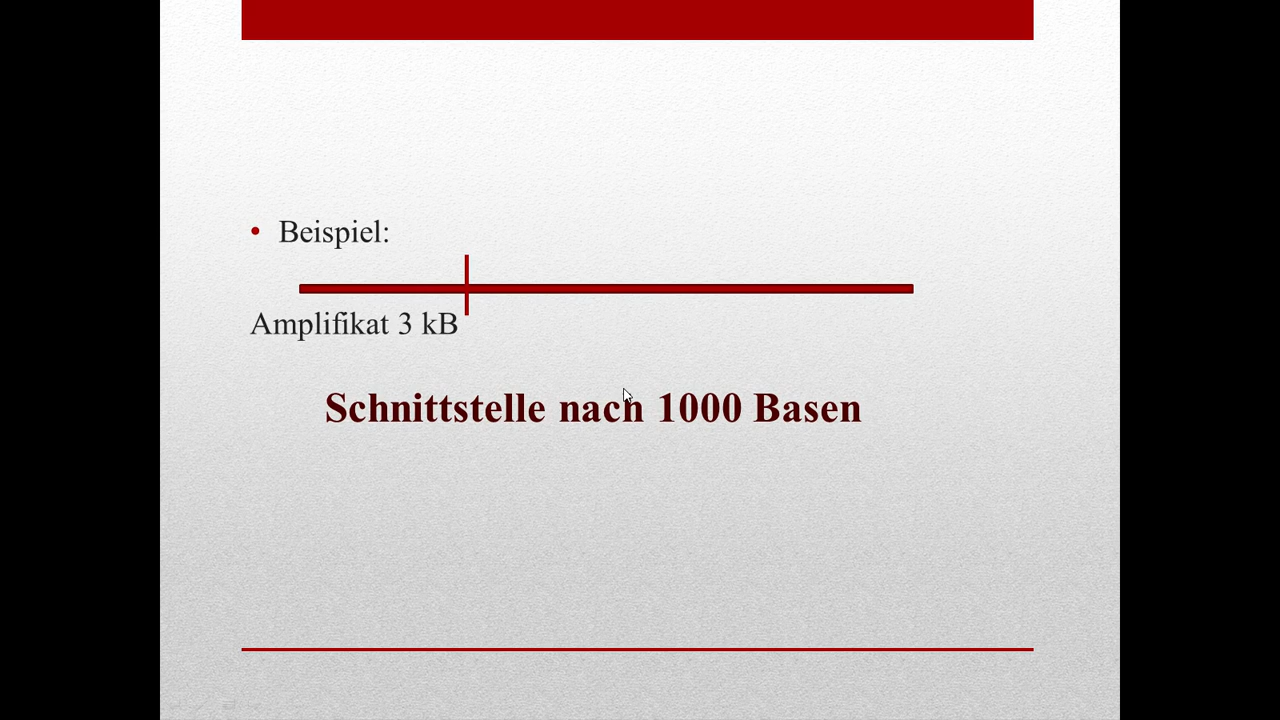 • Beispiel:
Amplifikat 3 kB
Schnittstelle nach 1000 Basen